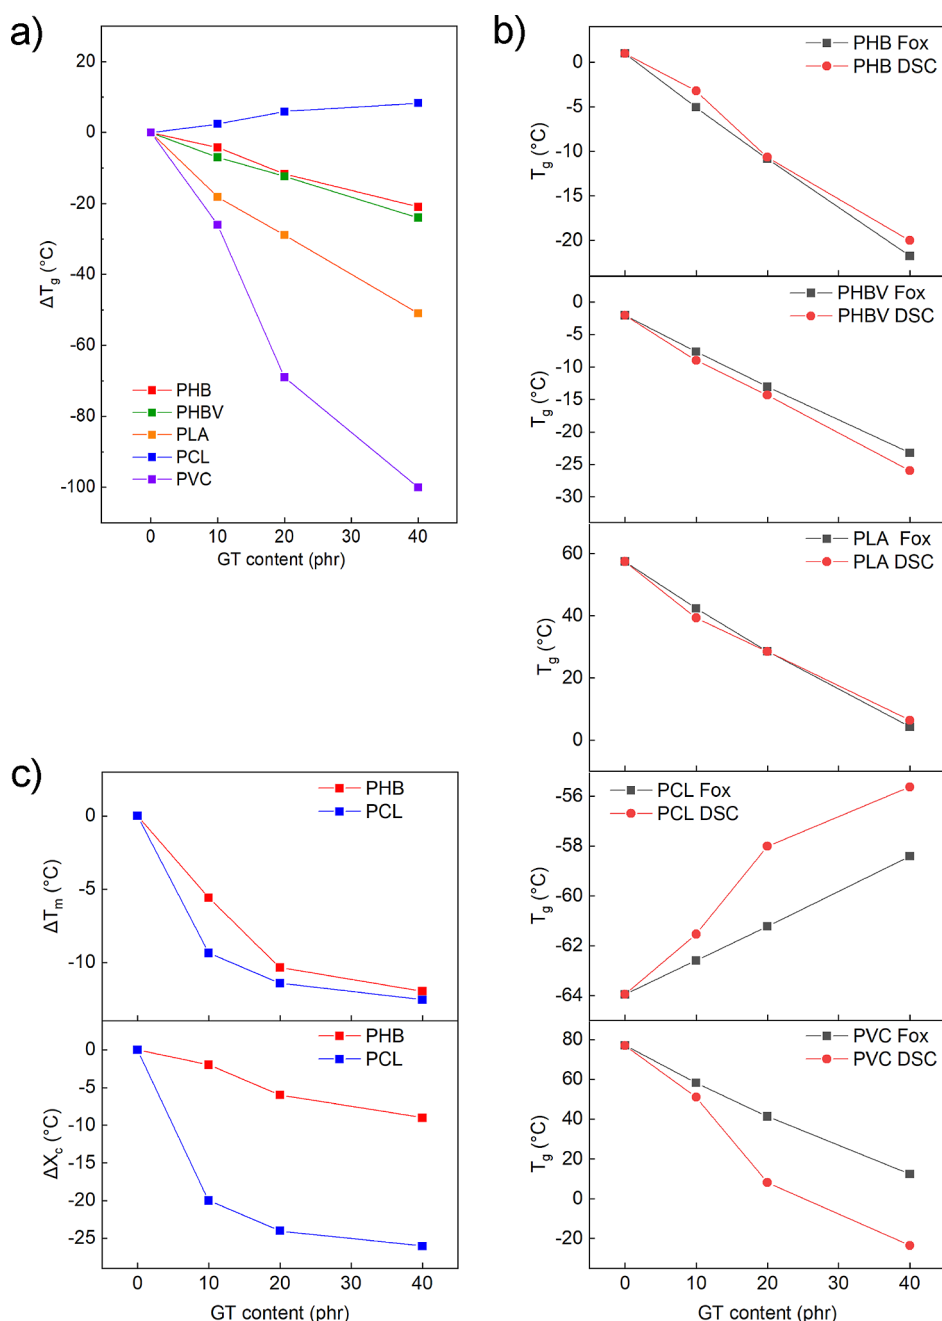 a)
20
0
-20
-40
-60
-80
-100
ΔTg (°C)
PHB
PHBV
PLA
PCL
PVC
0 10 20 30 40
GT content (phr)
b)
PHB Fox
PHB DSC
0
-5
-10
-15
-20
Tg (°C)
PHBV Fox
PHBV DSC
0
-5
-10
-15
-20
-25
-30
Tg (°C)
PLA Fox
PLA DSC
60
40
20
0
Tg (°C)
PCL Fox
PCL DSC
-56
-58
-60
-62
-64
Tg (°C)
PVC Fox
PVC DSC
80
60
40
20
0
-20
Tg (°C)
0 10 20 30 40
GT content (phr)
c)
PHB
PCL
0
-5
-10
ΔTm (°C)
PHB
PCL
0
-5
-10
-15
-20
-25
ΔXc (°C)
0 10 20 30 40
GT content (phr)